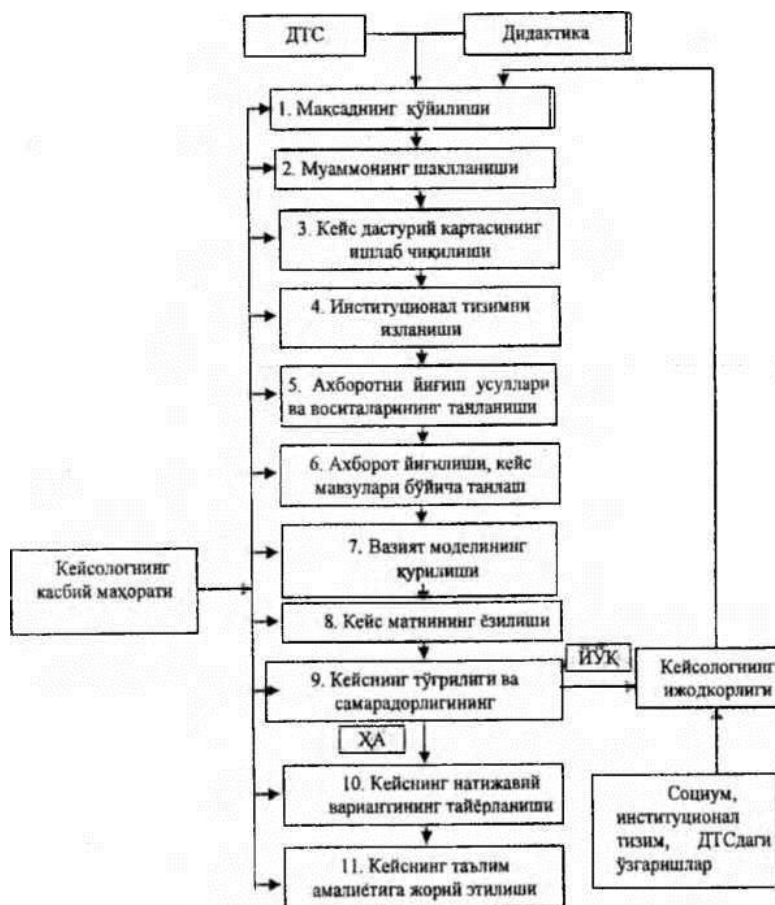 ДТС
Дидактика
1. Мақсаднинг қўйилиши
2. Муаммонинг шаклланиши
3. Кейс дастурий картасининг
ишлаб чиқилиши
4. Институционал тизимни
изланиши
5. Ахборотни йиғиш усуллари
ва воситаларининг танланиши
6. Ахборот йиғилиши, кейс
мавзулари бўйича танлаш
7. Вазият моделининг
қурилиши
Кейсологнинг
касбий маҳорати
8. Кейс матнининг ёзилиши
ЙЎҚ
9. Кейснинг тўғрилиги ва
самарадорлигининг
Кейсологнинг
ижодкорлиги
ҲА
10. Кейснинг натижавий
вариантининг тайёрланиши
Социум,
институционал
тизим, ДТСдаги
ўзгаришлар
11. Кейснинг таълим
амалиётига жорий этилиши